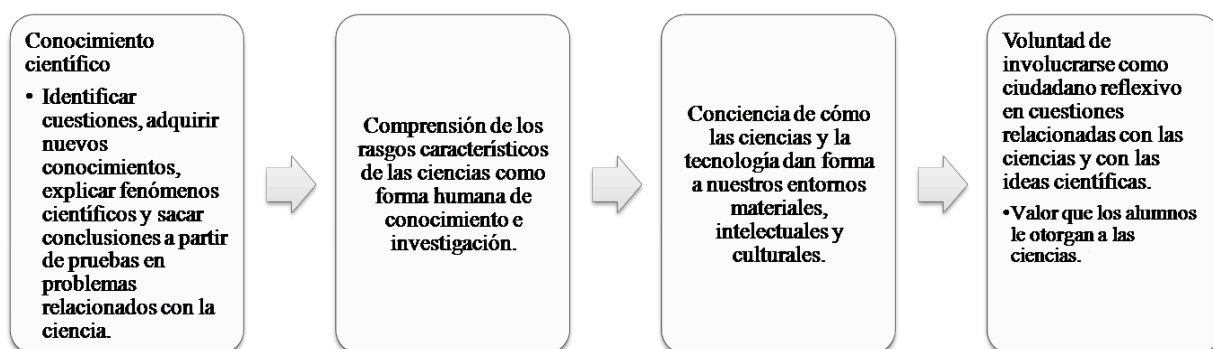 Conocimiento
científico
• Identificar
cuestiones, adquirir
nuevos
conocimientos,
explicar fenómenos
científicos y sacar
conclusiones a partir
de pruebas en
problemas
relacionados con la
ciencia.
Comprensión de los
rasgos característicos
de las ciencias como
forma humana de
conocimiento e
investigación.
Conciencia de cómo
las ciencias y la
tecnología dan forma
a nuestros entornos
materiales,
intelectuales y
culturales.
Voluntad de
involucrarse como
ciudadano reflexivo
en cuestiones
relacionadas con las
ciencias y con las
ideas científicas.
•Valor que los alumnos
le otorgan a las
ciencias.